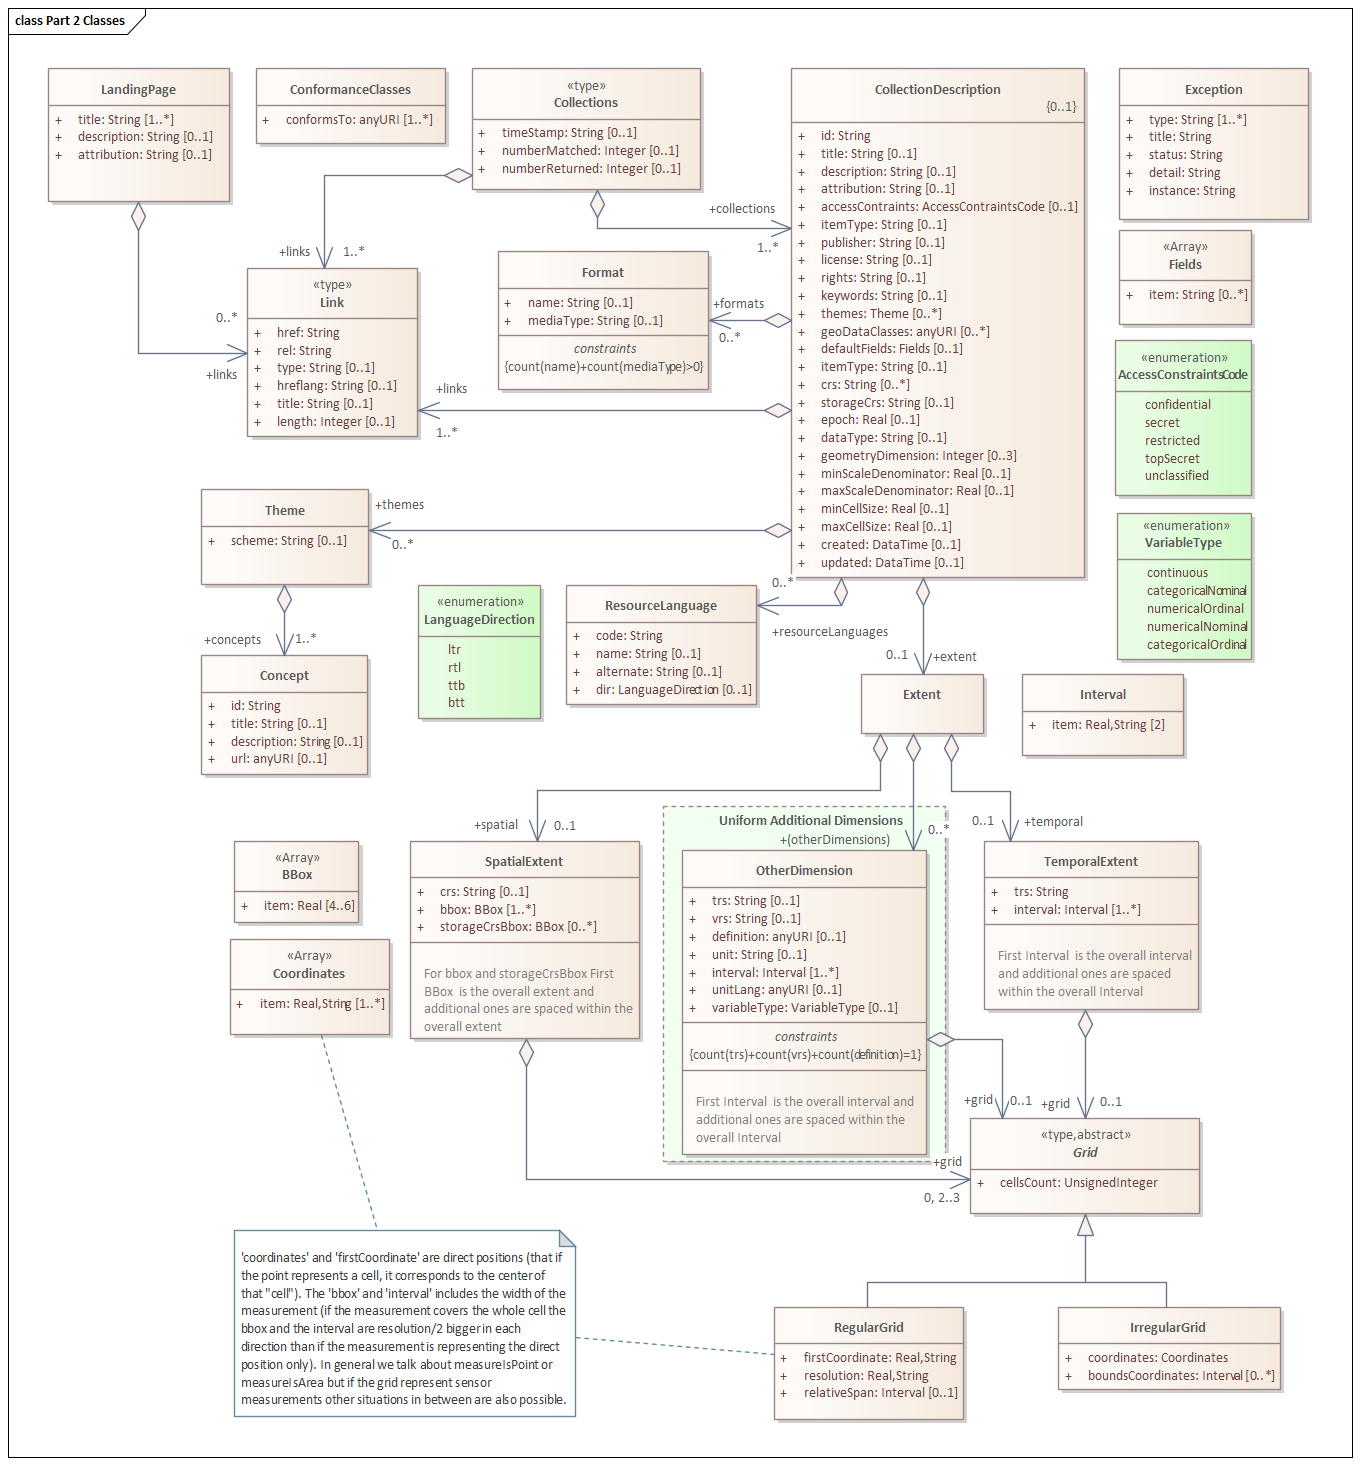 class Part 2 Classes
LandingPage
+ title: String [1..*]
+ description: String [0..1]
+ attribution: String [0..1]
ConformanceClasses
+ conformsTo: anyURI [1..*]
«type»
Collections
+ timeStamp: String [0..1]
+ numberMatched: Integer [0..1]
+ numberReturned: Integer [0..1]
CollectionDescription
{0..1}
+ id: String
+ title: String [0..1]
+ description: String [0..1]
+ attribution: String [0..1]
+ accessContraints: AccessContraintsCode [0..1]
+ itemType: String [0..1]
+ publisher: String [0..1]
+ license: String [0..1]
+ rights: String [0..1]
+ keywords: String [0..1]
+ themes: Theme [0..*]
+ geoDataClasses: anyURI [0..*]
+ defaultFields: Fields [0..1]
+ itemType: String [0..1]
+ crs: String [0..*]
+ storageCrs: String [0..1]
+ epoch: Real [0..1]
+ dataType: String [0..1]
+ geometryDimension: Integer [0..3]
+ minScaleDenominator: Real [0..1]
+ maxScaleDenominator: Real [0..1]
+ minCellSize: Real [0..1]
+ maxCellSize: Real [0..1]
+ created: DataTime [0..1]
+ updated: DataTime [0..1]
Exception
+ type: String [1..*]
+ title: String
+ status: String
+ detail: String
+ instance: String
+collections
1..*
+links
1..*
«Array»
Fields
+ item: String [0..*]
«type»
Link
+ href: String
+ rel: String
+ type: String [0..1]
+ hreflang: String [0..1]
+ title: String [0..1]
+ length: Integer [0..1]
0..*
+links
Format
+ name: String [0..1]
+ mediaType: String [0..1]
constraints
{count(name)+count(mediaType)>0}
+formats
0..*
+links
1..*
«enumeration»
AccessConstraintsCode
confidential
secret
restricted
topSecret
unclassified
Theme
+ scheme: String [0..1]
+themes
0..*
«enumeration»
VariableType
continuous
categoricalNominal
numericalOrdinal
numericalNominal
categoricalOrdinal
+concepts
1..*
Concept
+ id: String
+ title: String [0..1]
+ description: String [0..1]
+ url: anyURI [0..1]
«enumeration»
LanguageDirection
ltr
rtl
ttb
btt
ResourceLanguage
+ code: String
+ name: String [0..1]
+ alternate: String [0..1]
+ dir: LanguageDirection [0..1]
0..*
+resourceLanguages
0..1
+extent
Extent
Interval
+ item: Real,String [2]
+spatial
0..1
Uniform Additional Dimensions
+(otherDimensions)
0..*
0..1
+temporal
«Array»
BBox
+ item: Real [4..6]
SpatialExtent
+ crs: String [0..1]
+ bbox: BBox [1..*]
+ storageCrsBbox: BBox [0..*]
For bbox and storageCrsBbox First
BBox is the overall extent and
additional ones are spaced within the
overall extent
OtherDimension
+ trs: String [0..1]
+ vrs: String [0..1]
+ definition: anyURI [0..1]
+ unit: String [0..1]
+ interval: Interval [1..*]
+ unitLang: anyURI [0..1]
+ variableType: VariableType [0..1]
constraints
{count(trs)+count(vrs)+count(definition)=1}
First Interval is the overall interval and
additional ones are spaced within the
overall Interval
TemporalExtent
+ trs: String
+ interval: Interval [1..*]
First Interval is the overall interval
and additional ones are spaced
within the overall Interval
«Array»
Coordinates
+ item: Real,String [1..*]
+grid
0..1
+grid
0..1
+grid
0, 2..3
«type,abstract»
Grid
+ cellsCount: UnsignedInteger
'coordinates' and 'firstCoordinate' are direct positions (that if
the point represents a cell, it corresponds to the center of
that "cell"). The 'bbox' and 'interval' includes the width of the
measurement (if the measurement covers the whole cell the
bbox and the interval are resolution/2 bigger in each
direction than if the measurement is representing the direct
position only). In general we talk about measureIsPoint or
measureIsArea but if the grid represent sensor
measurements other situations in between are also possible.
RegularGrid
+ firstCoordinate: Real,String
+ resolution: Real,String
+ relativeSpan: Interval [0..1]
IrregularGrid
+ coordinates: Coordinates
+ boundsCoordinates: Interval [0..*]